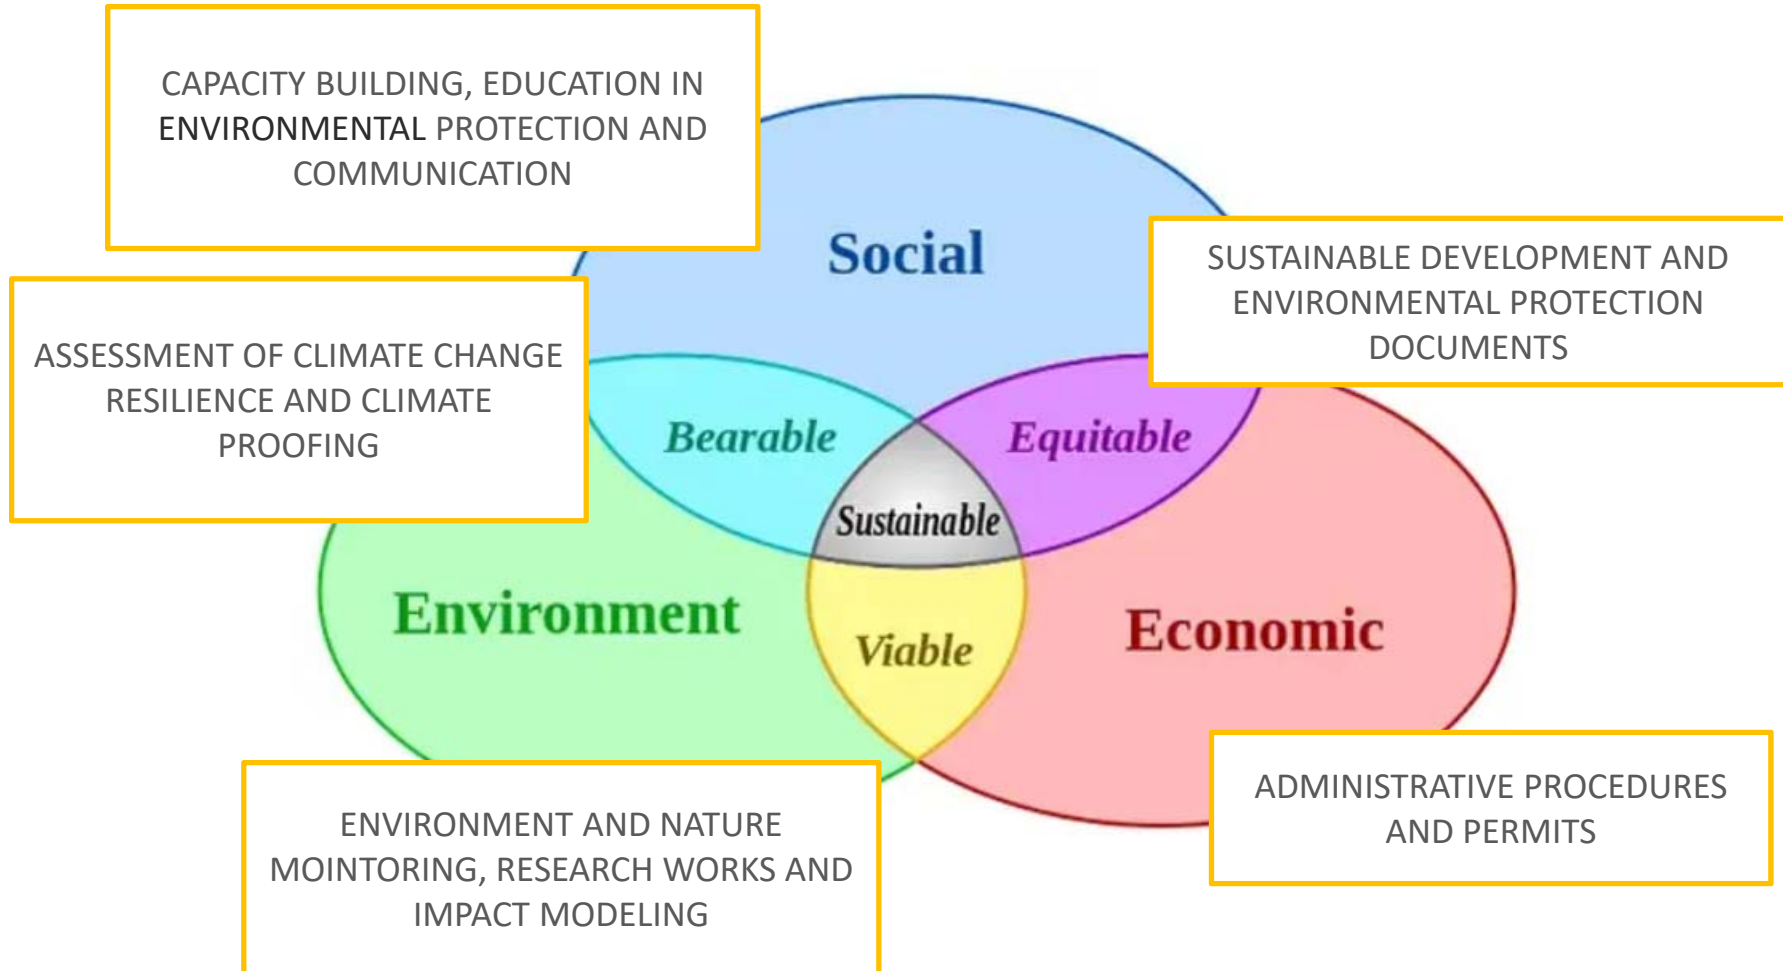 CAPACITY BUILDING, EDUCATION IN
ENVIRONMENTAL PROTECTION AND
COMMUNICATION
Social
SUSTAINABLE DEVELOPMENT AND
ENVIRONMENTAL PROTECTION
DOCUMENTS
ASSESSMENT OF CLIMATE CHANGE
RESILIENCE AND CLIMATE
PROOFING
Bearable
Equitable
Sustainable
Environment
Economic
Viable
ENVIRONMENT AND NATURE
MOINTORING, RESEARCH WORKS AND
IMPACT MODELING
ADMINISTRATIVE PROCEDURES
AND PERMITS